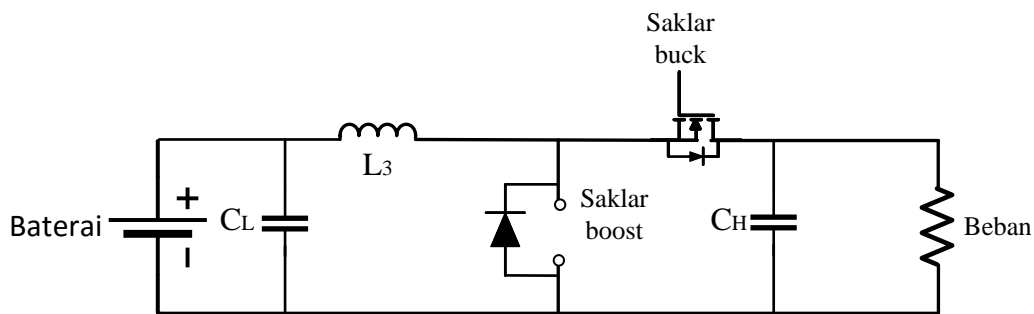 Saklar
buck
L3
+
Baterai
−
CL
Saklar
boost
CH
Beban